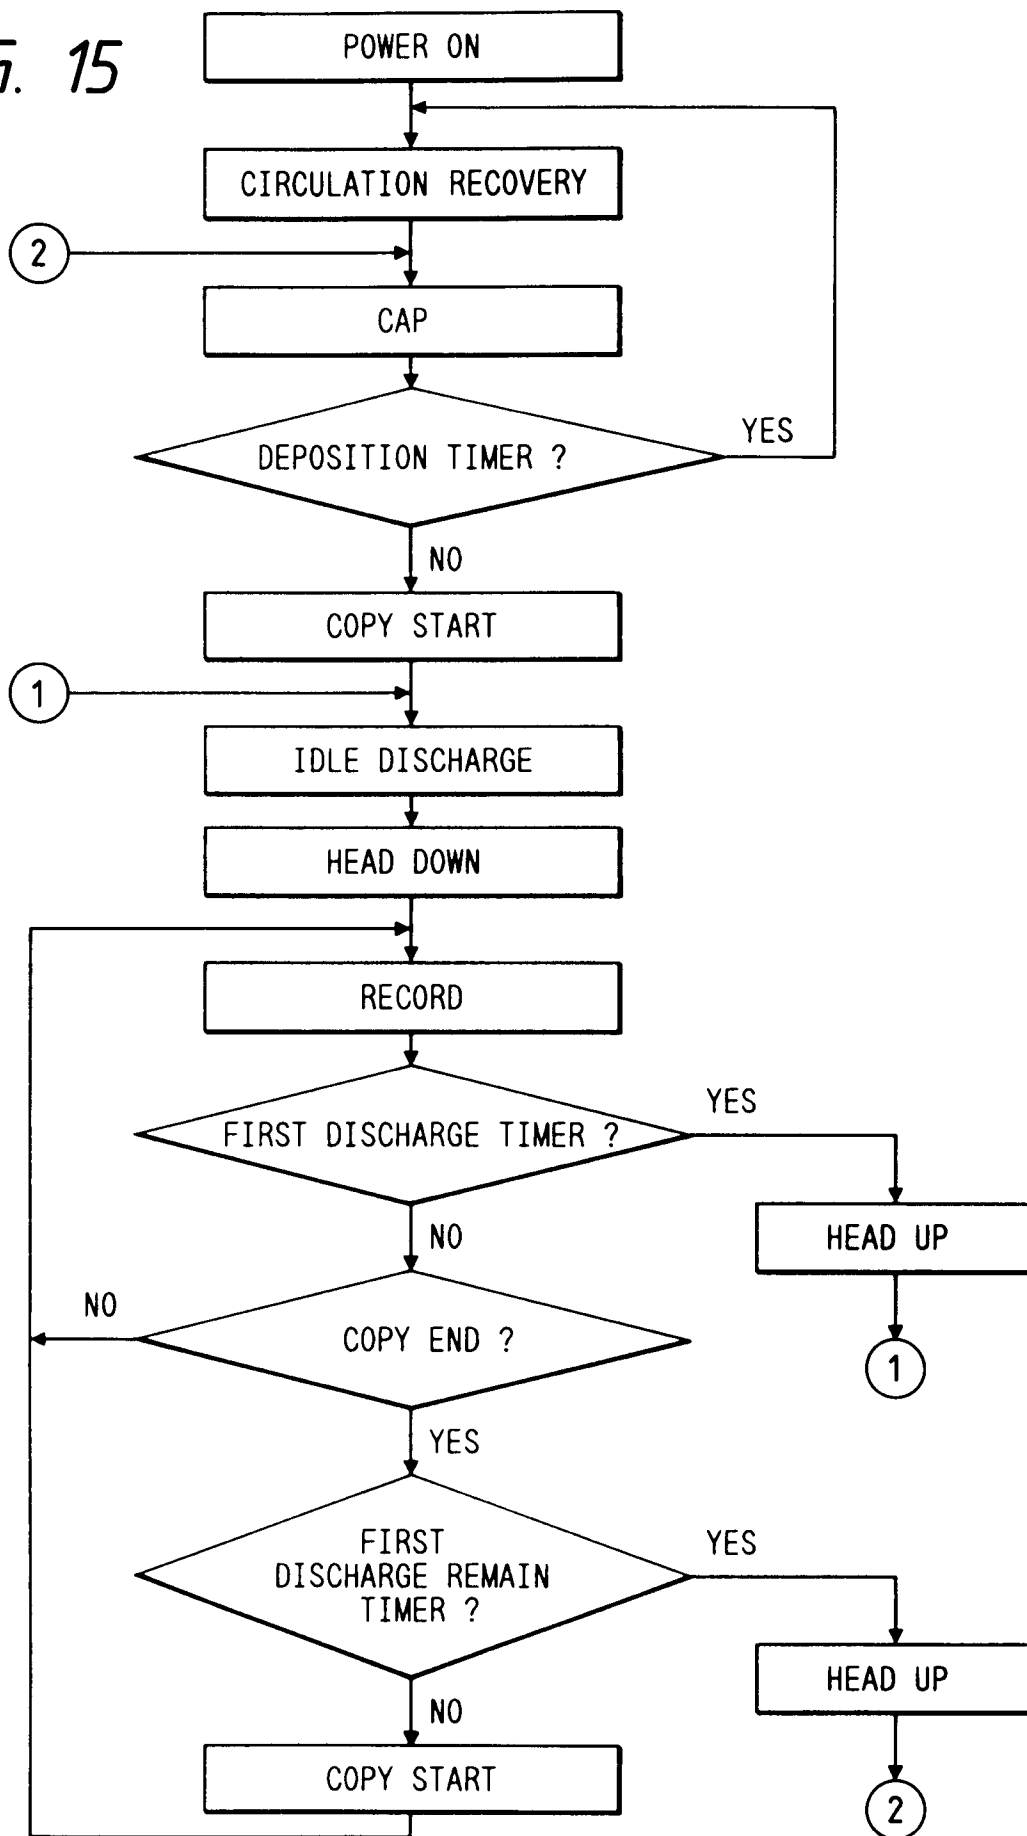 G. 15
POWER ON
CIRCULATION RECOVERY
2
CAP
DEPOSITION TIMER ?
YES
NO
COPY START
1
IDLE DISCHARGE
HEAD DOWN
RECORD
FIRST DISCHARGE TIMER ?
YES
HEAD UP
1
NO
COPY END ?
NO
YES
FIRST
DISCHARGE REMAIN
TIMER ?
YES
HEAD UP
2
NO
COPY START